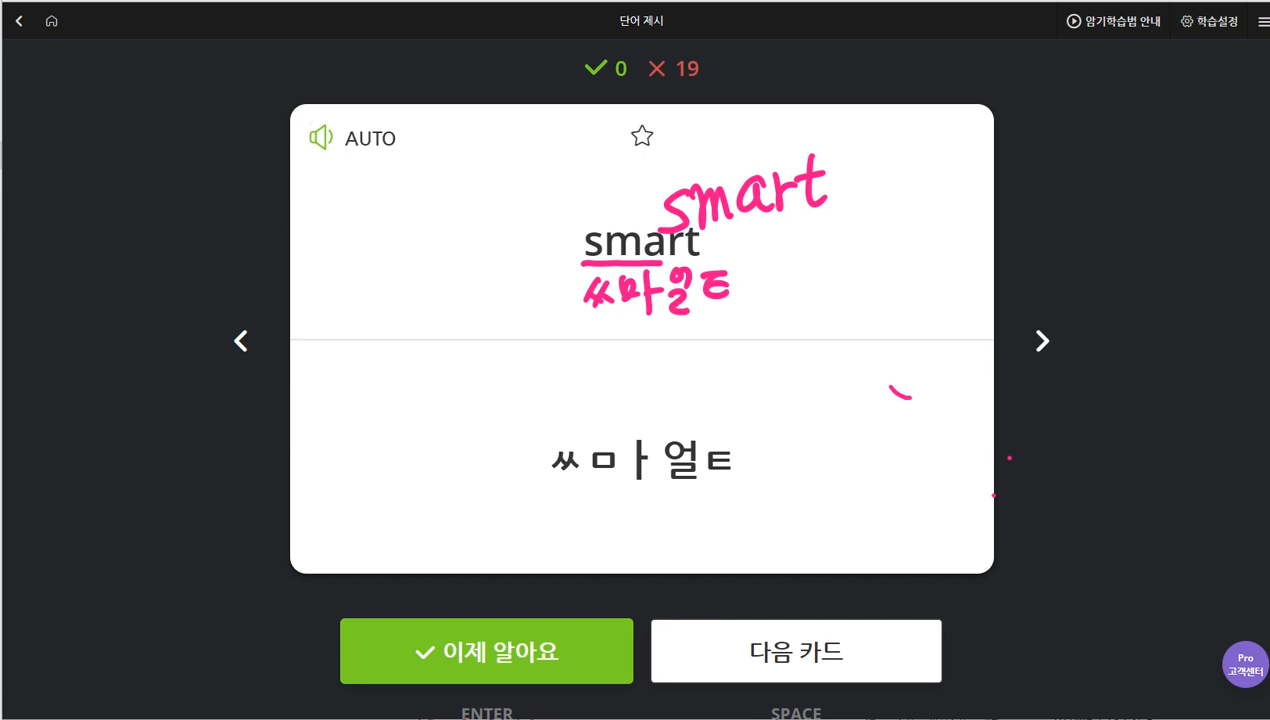 단어 제시
암기학습법 안내
학습설정
0 19
AUTO
smart
smart
ㅆ마얼ㅌ
ㅆㅁㅏ얼ㅌ
이제 알아요
다음 카드
Pro
고객센터
ENTER
SPACE